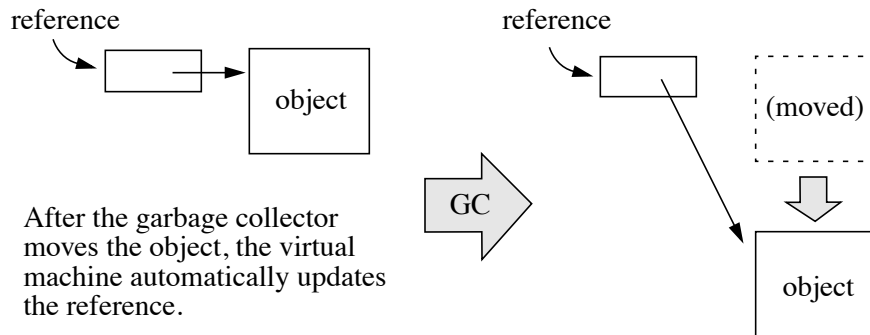 reference
object
After the garbage collector
moves the object, the virtual
machine automatically updates
the reference.
GC
reference
(moved)
object